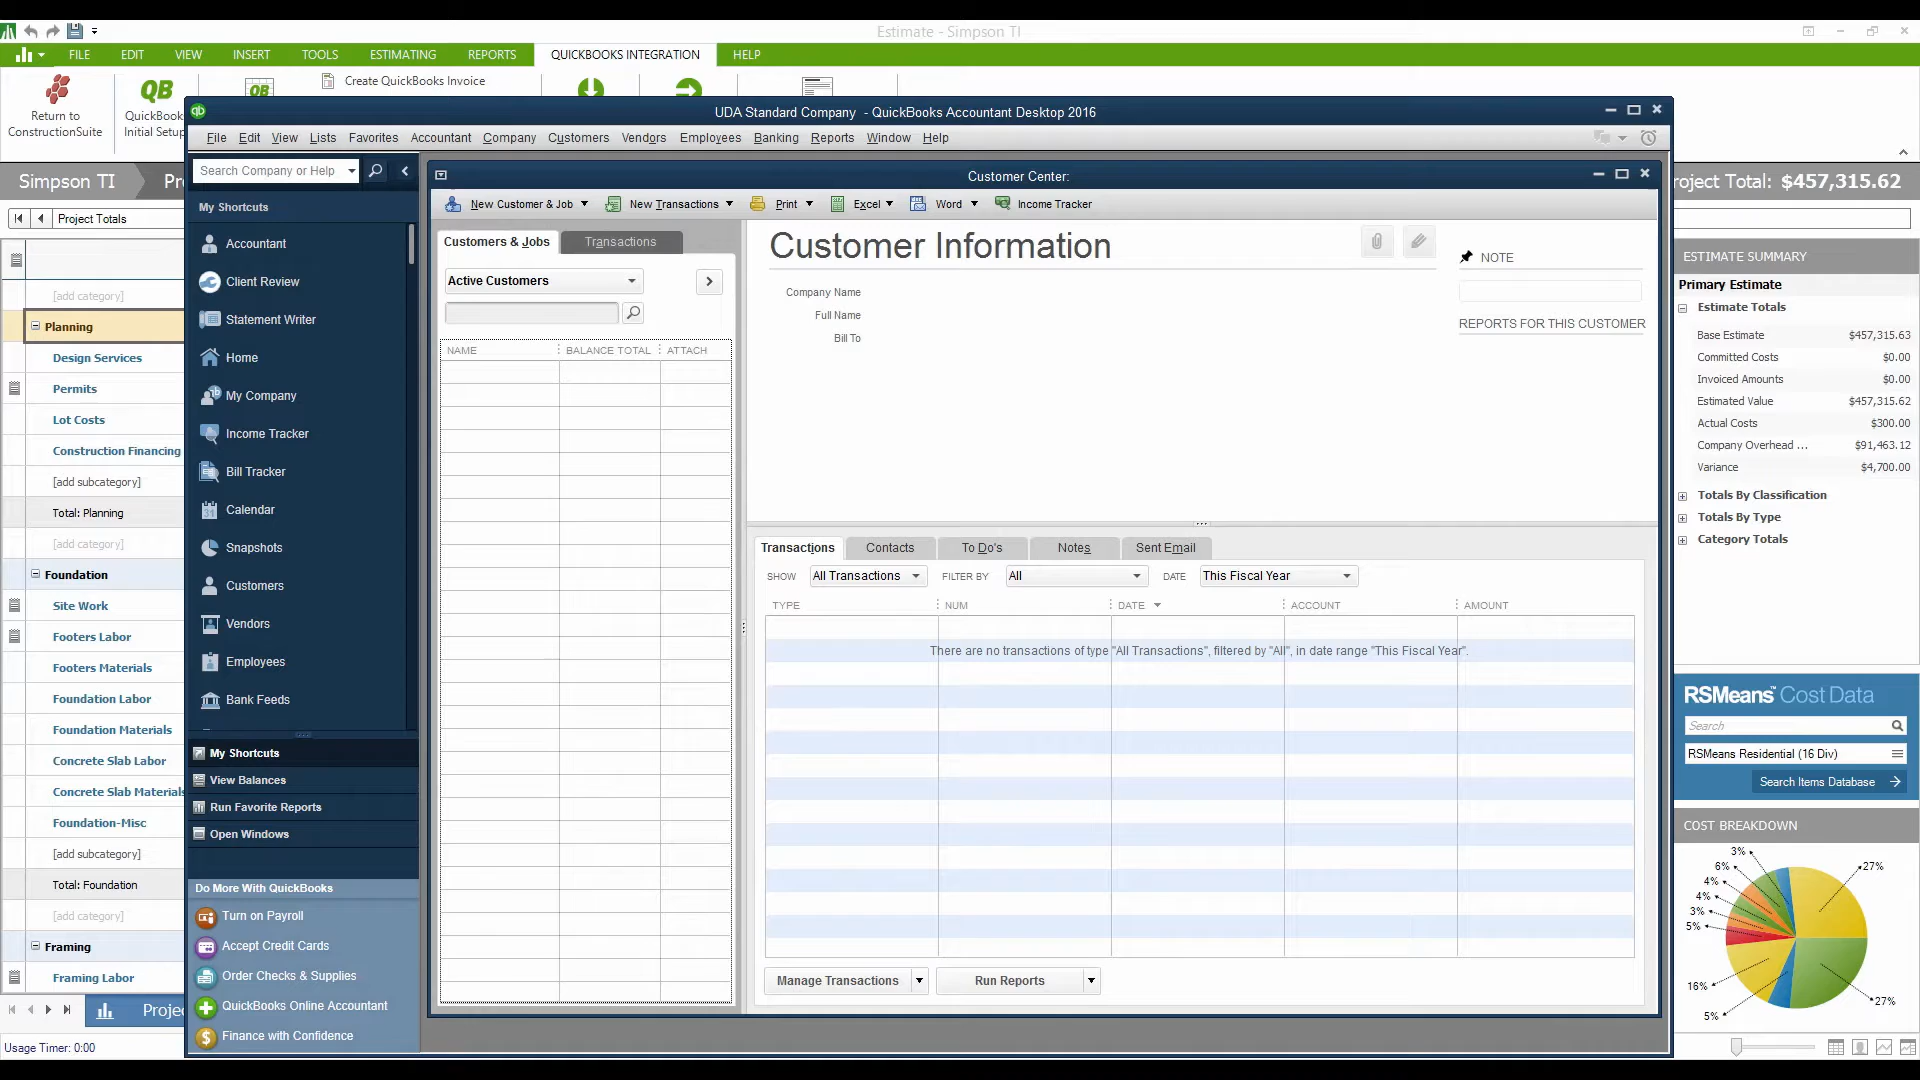 Estimate - Simpson TI
FILE EDIT VIEW INSERT TOOLS ESTIMATING REPORTS QUICKBOOKS INTEGRATION HELP
Return to
ConstructionSuite
QB
QuickBook
Initial Setup
QB
Create QuickBooks Invoice
UDA Standard Company - QuickBooks Accountant Desktop 2016
qb
File Edit View Lists Favorites Accountant Company Customers Vendors Employees Banking Reports Window Help
Search Company or Help
My Shortcuts
Accountant
Client Review
Statement Writer
Home
My Company
Income Tracker
Bill Tracker
Calendar
Snapshots
Customers
Vendors
Employees
Bank Feeds
My Shortcuts
View Balances
Run Favorite Reports
Open Windows
Do More With QuickBooks
Turn on Payroll
Accept Credit Cards
Order Checks & Supplies
QuickBooks Online Accountant
Finance with Confidence
Customer Center:
New Customer & Job New Transactions Print Excel Word Income Tracker
Customers & Jobs Transactions
Active Customers
NAME BALANCE TOTAL ATTACH
Customer Information
Company Name
Full Name
Bill To
NOTE
REPORTS FOR THIS CUSTOMER
Transactions Contacts To Do's Notes Sent Email
SHOW All Transactions FILTER BY All DATE This Fiscal Year
TYPE NUM DATE ACCOUNT AMOUNT
There are no transactions of type "All Transactions", filtered by "All", in date range "This Fiscal Year".
Manage Transactions Run Reports
Simpson TI Pr
Project Totals
[add category]
Planning
Design Services
Permits
Lot Costs
Construction Financing
[add subcategory]
Total: Planning
[add category]
Foundation
Site Work
Footers Labor
Footers Materials
Foundation Labor
Foundation Materials
Concrete Slab Labor
Concrete Slab Materials
Foundation-Misc
[add subcategory]
Total: Foundation
[add category]
Framing
Framing Labor
Projec
Usage Timer: 0:00
roject Total: $457,315.62
ESTIMATE SUMMARY
Primary Estimate
Estimate Totals
Base Estimate $457,315.63
Committed Costs $0.00
Invoiced Amounts $0.00
Estimated Value $457,315.62
Actual Costs $300.00
Company Overhead ... $91,463.12
Variance $4,700.00
Totals By Classification
Totals By Type
Category Totals
RSMeans™ Cost Data
Search
RSMeans Residential (16 Div)
Search Items Database
COST BREAKDOWN
3%
6%
4%
4%
3%
5%
16%
5%
27%
27%